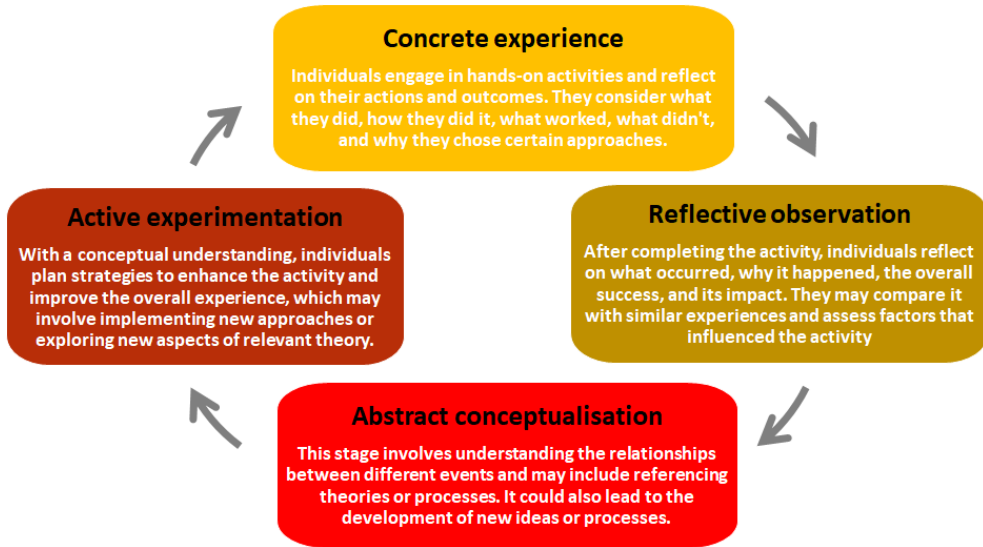 Concrete experience
Individuals engage in hands-on activities and reflect
on their actions and outcomes. They consider what
they did, how they did it, what worked, what didn't,
and why they chose certain approaches.
Reflective observation
After completing the activity, individuals reflect
on what occurred, why it happened, the overall
success, and its impact. They may compare it
with similar experiences and assess factors that
influenced the activity
Abstract conceptualisation
This stage involves understanding the relationships
between different events and may include referencing
theories or processes. It could also lead to the
development of new ideas or processes.
Active experimentation
With a conceptual understanding, individuals
plan strategies to enhance the activity and
improve the overall experience, which may
involve implementing new approaches or
exploring new aspects of relevant theory.